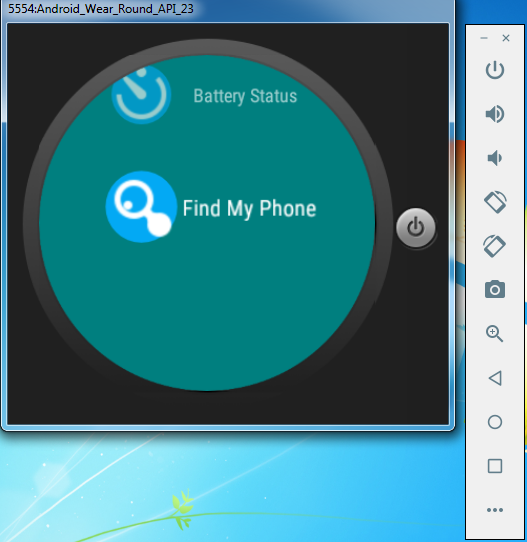 5554:Android_Wear_Round_API_23
Battery Status
Find My Phone